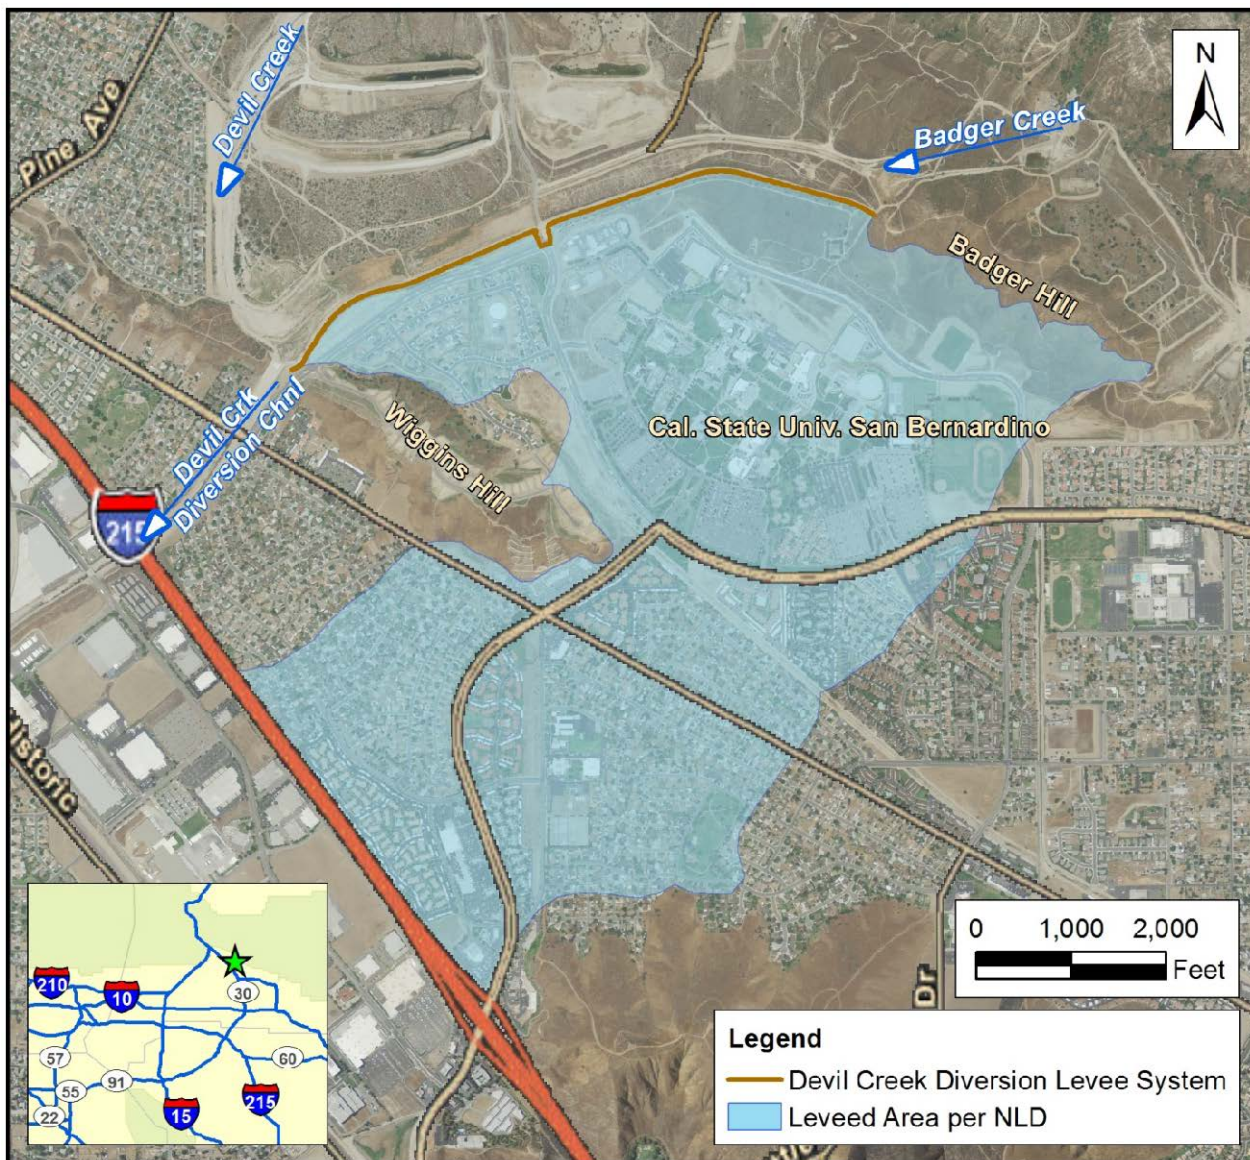 N
Devil Creek
Pine Ave
Badger Creek
Badger Hill
Devil Crk
Diversion Chnl
Wiggins Hill
Cal. State Univ. San Bernardino
215
Historic
Dr
0 1,000 2,000
Feet
210
10
30
57
60
91
55
22
15
215
Legend
Devil Creek Diversion Levee System
Leveed Area per NLD